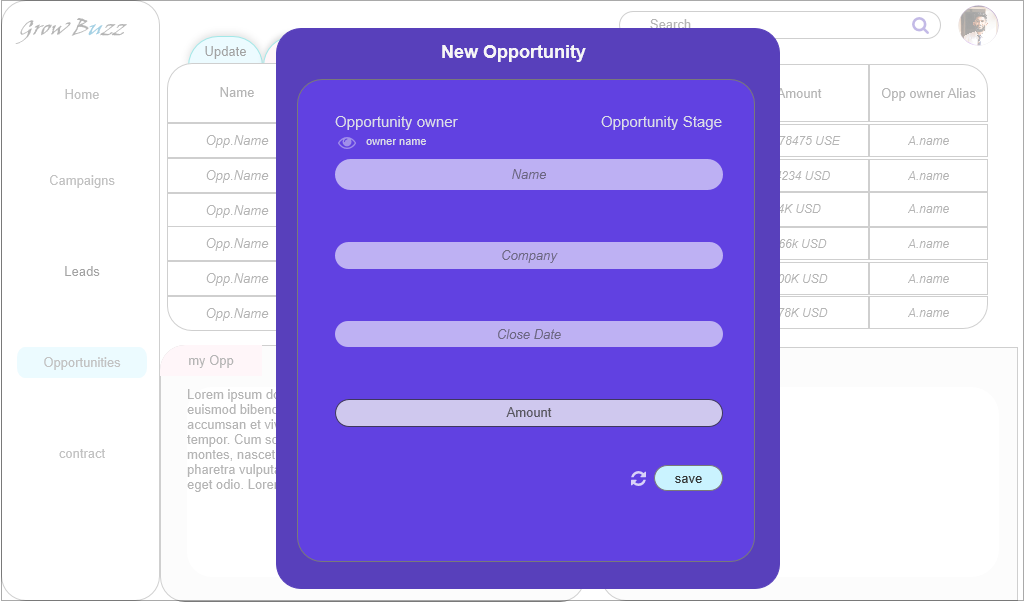 Grow Buzz
Search
Update
New Opportunity
Home
Name
Amount
Opp owner Alias
Opportunity owner
Opportunity Stage
owner name
Opp.Name
78475 USE
A.name
Name
Campaigns
Opp.Name
4234 USD
A.name
Opp.Name
4K USD
A.name
Opp.Name
66k USD
A.name
Company
Leads
Opp.Name
00K USD
A.name
Opp.Name
78K USD
A.name
Close Date
Opportunities
my Opp
Lorem ipsum do
euismod bibend
accumsan et viv
tempor. Cum so
montes, nascet
pharetra vulputa
eget odio. Lorem
Amount
contract
save